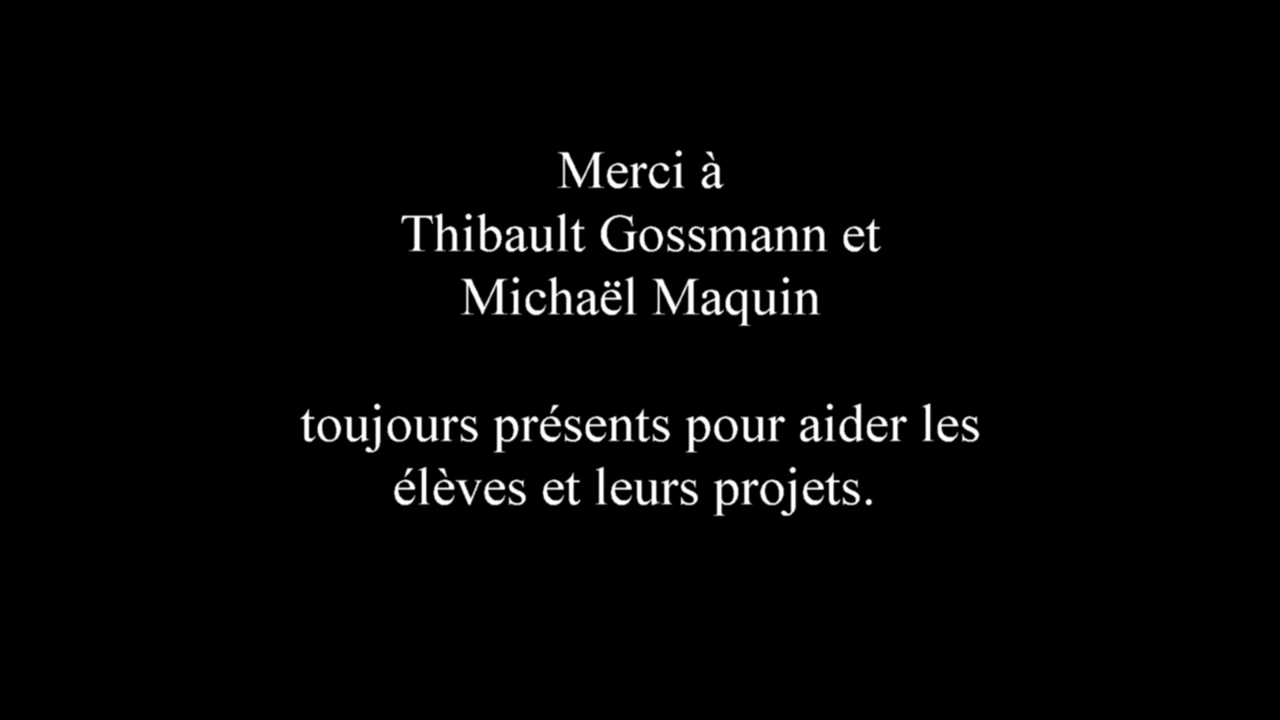 Merci à
Thibault Gossmann et
Michaël Maquin
toujours présents pour aider les
élèves et leurs projets.